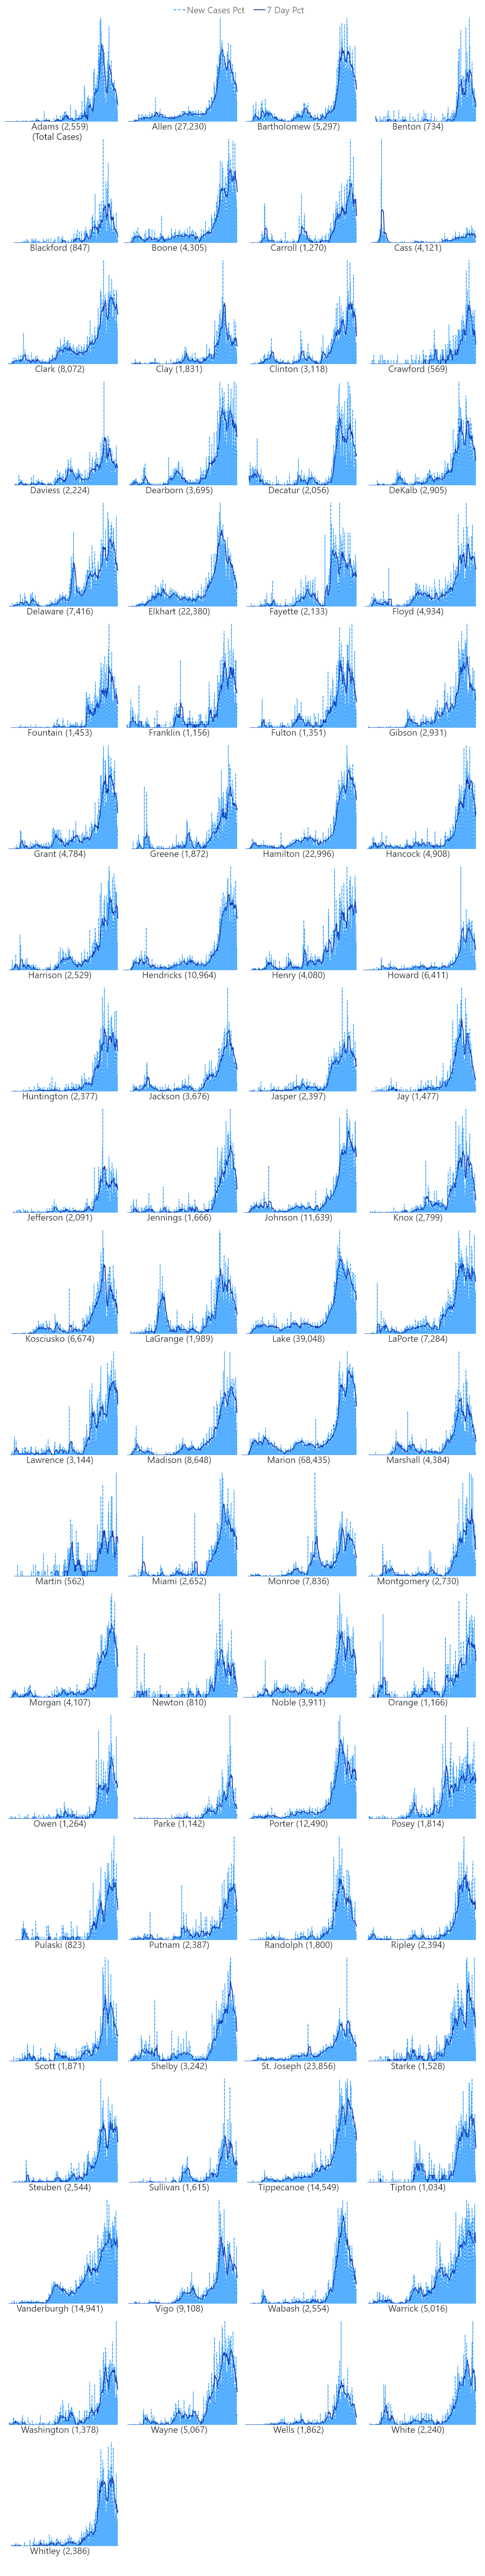 New Cases Pct 7 Day Pct
Adams (2,559) Allen (27,230) Bartholomew (5,297) Benton (734)
(Total Cases)
Blackford (847) Boone (4,305) Carroll (1,270) Cass (4,121)
Clark (8,072) Clay (1,831) Clinton (3,118) Crawford (569)
Daviess (2,224) Dearborn (3,695) Decatur (2,056) DeKalb (2,905)
Delaware (7,416) Elkhart (22,380) Fayette (2,133) Floyd (4,934)
Fountain (1,453) Franklin (1,156) Fulton (1,351) Gibson (2,931)
Grant (4,784) Greene (1,872) Hamilton (22,996) Hancock (4,908)
Harrison (2,529) Hendricks (10,964) Henry (4,080) Howard (6,411)
Huntington (2,377) Jackson (3,676) Jasper (2,397) Jay (1,477)
Jefferson (2,091) Jennings (1,666) Johnson (11,639) Knox (2,799)
Kosciusko (6,674) LaGrange (1,989) Lake (39,048) LaPorte (7,284)
Lawrence (3,144) Madison (8,648) Marion (68,435) Marshall (4,384)
Martin (562) Miami (2,652) Monroe (7,836) Montgomery (2,730)
Morgan (4,107) Newton (810) Noble (3,911) Orange (1,166)
Owen (1,264) Parke (1,142) Porter (12,490) Posey (1,814)
Pulaski (823) Putnam (2,387) Randolph (1,800) Ripley (2,394)
Scott (1,871) Shelby (3,242) St. Joseph (23,856) Starke (1,528)
Steuben (2,544) Sullivan (1,615) Tippecanoe (14,549) Tipton (1,034)
Vanderburgh (14,941) Vigo (9,108) Wabash (2,554) Warrick (5,016)
Washington (1,378) Wayne (5,067) Wells (1,862) White (2,240)
Whitley (2,386)